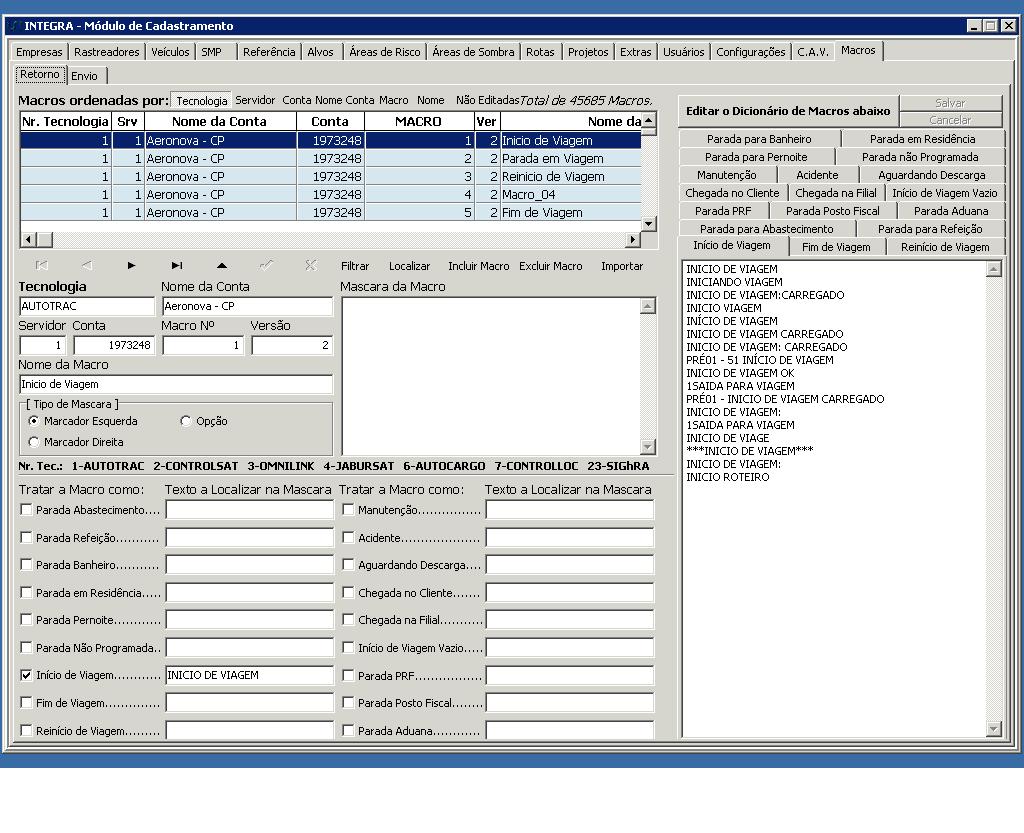 INTEGRA - Módulo de Cadastramento
Empresas Rastreadores Veículos SMP Referência Alvos Áreas de Risco Áreas de Sombra Rotas Projetos Extras Usuários Configurações C.A.V. Macros
Retorno Envio
Macros ordenadas por: Tecnologia Servidor Conta Nome Conta Macro Nome Não Editadas Total de 45685 Macros.
Nr. Tecnologia Srv Nome da Conta Conta MACRO Ver Nome da
1 1 Aeronova - CP 1973248 1 2 Inicio de Viagem
1 1 Aeronova - CP 1973248 2 2 Parada em Viagem
1 1 Aeronova - CP 1973248 3 2 Reinicio de Viagem
1 1 Aeronova - CP 1973248 4 2 Macro_04
1 1 Aeronova - CP 1973248 5 2 Fim de Viagem
Filtrar Localizar Incluir Macro Excluir Macro Importar
Tecnologia Nome da Conta Mascara da Macro
AUTOTRAC Aeronova - CP
Servidor Conta Macro Nº Versão
1 1973248 1 2
Nome da Macro
Inicio de Viagem
[ Tipo de Mascara ]
Marcador Esquerda Opção
Marcador Direita
Nr. Tec.: 1-AUTOTRAC 2-CONTROLSAT 3-OMNILINK 4-JABURSAT 6-AUTOCARGO 7-CONTROLLOC 23-SIGhRA
Tratar a Macro como: Texto a Localizar na Mascara Tratar a Macro como: Texto a Localizar na Mascara
Parada Abastecimento.... Manutenção...............
Parada Refeição.......... Acidente...................
Parada Banheiro.......... Aguardando Descarga....
Parada em Residência..... Chegada no Cliente.......
Parada Pernoite........... Chegada na Filial..........
Parada Não Programada.. Início de Viagem Vazio....
Início de Viagem........... INICIO DE VIAGEM Parada PRF................
Fim de Viagem............. Parada Posto Fiscal........
Reinício de Viagem........ Parada Aduana............
Editar o Dicionário de Macros abaixo Salvar
Cancelar
Parada para Banheiro Parada em Residência
Parada para Pernoite Parada não Programada
Manutenção Acidente Aguardando Descarga
Chegada no Cliente Chegada na Filial Início de Viagem Vazio
Parada PRF Parada Posto Fiscal Parada Aduana
Parada para Abastecimento Parada para Refeição
Início de Viagem Fim de Viagem Reinício de Viagem
INICIO DE VIAGEM
INICIANDO VIAGEM
INICIO DE VIAGEM:CARREGADO
INICIO VIAGEM
INÍCIO DE VIAGEM
INICIO DE VIAGEM CARREGADO
INICIO DE VIAGEM: CARREGADO
PRÉ01 - 51 INÍCIO DE VIAGEM
INICIO DE VIAGEM OK
1SAIDA PARA VIAGEM
PRÉ01 - INICIO DE VIAGEM CARREGADO
INICIO DE VIAGEM:
1SAIDA PARA VIAGEM
INICIO DE VIAGE
***INICIO DE VIAGEM***
INICIO DE VIAGEM:
INICIO ROTEIRO